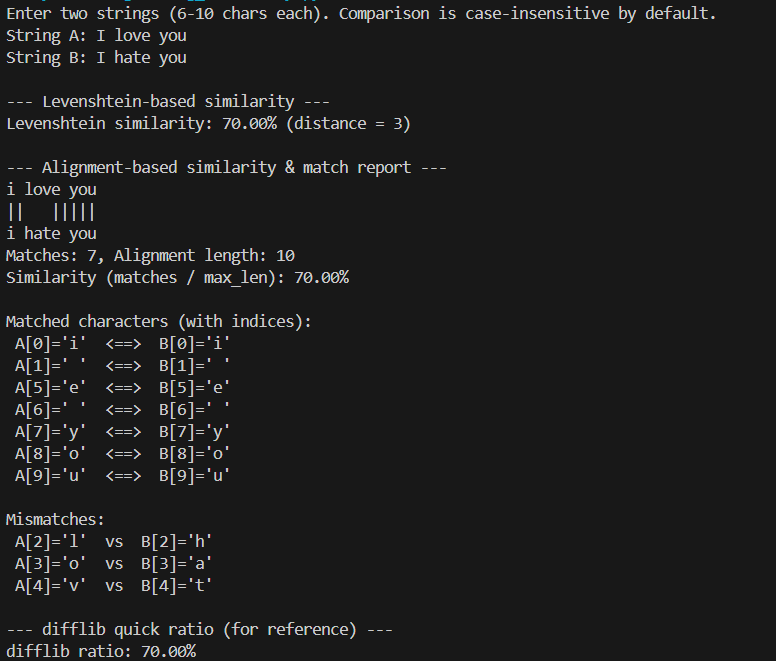 Enter two strings (6-10 chars each). Comparison is case-insensitive by default.
String A: I love you
String B: I hate you
--- Levenshtein-based similarity ---
Levenshtein similarity: 70.00% (distance = 3)
--- Alignment-based similarity & match report ---
i love you
||   |||||
i hate you
Matches: 7, Alignment length: 10
Similarity (matches / max_len): 70.00%
Matched characters (with indices):
A[0]='i'  <==>  B[0]='i'
A[1]=' '  <==>  B[1]=' '
A[5]='e'  <==>  B[5]='e'
A[6]=' '  <==>  B[6]=' '
A[7]='y'  <==>  B[7]='y'
A[8]='o'  <==>  B[8]='o'
A[9]='u'  <==>  B[9]='u'
Mismatches:
A[2]='l'  vs  B[2]='h'
A[3]='o'  vs  B[3]='a'
A[4]='v'  vs  B[4]='t'
--- difflib quick ratio (for reference) ---
difflib ratio: 70.00%